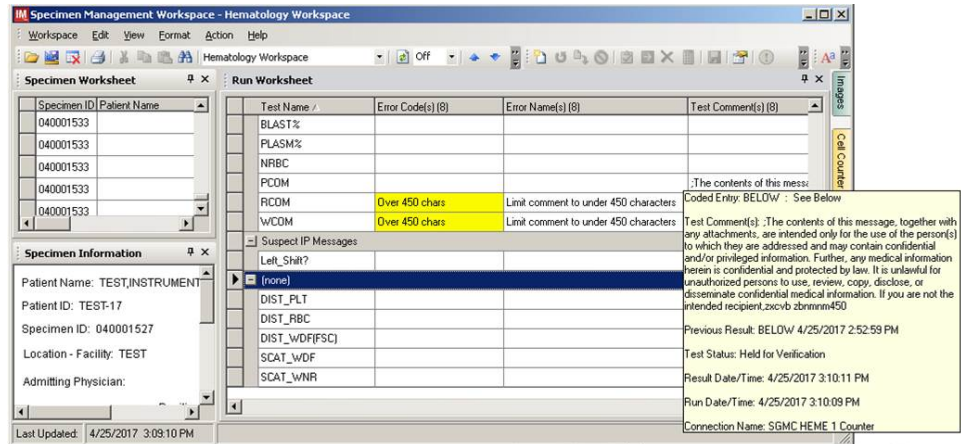 Specimen Management Workspace - Hematology Workspace
Workspace Edit View Format Action Help
Hematology Workspace Off
Specimen Worksheet
Specimen ID Patient Name
040001533
040001533
040001533
040001533
040001533
Specimen Information
Patient Name: TEST,INSTRUMENT
Patient ID: TEST-17
Specimen ID: 040001527
Location - Facility: TEST
Admitting Physician:
Last Updated: 4/25/2017 3:09:10 PM
Run Worksheet
Test Name Error Code(s) (8) Error Name(s) (8) Test Comment(s) (8)
BLAST%
PLASM%
NRBC
PCOM ;The contents of this messa
RCOM Over 450 chars Limit comment to under 450 characters
WCOM Over 450 chars Limit comment to under 450 characters
Suspect IP Messages
Left_Shift?
(none)
DIST_PLT
DIST_RBC
DIST_WDF(FSC)
SCAT_WDF
SCAT_WNR
Images
Cell Counter
Coded Entry: BELOW : See Below
Test Comment(s): ;The contents of this message, together with
any attachments, are intended only for the use of the person(s)
to which they are addressed and may contain confidential
and/or privileged information. Further, any medical information
herein is confidential and protected by law. It is unlawful for
unauthorized persons to use, review, copy, disclose, or
disseminate confidential medical information. If you are not the
intended recipient,zxcvb zbnmnm450
Previous Result: BELOW 4/25/2017 2:52:59 PM
Test Status: Held for Verification
Result Date/Time: 4/25/2017 3:10:11 PM
Run Date/Time: 4/25/2017 3:10:09 PM
Connection Name: SGMC HEME 1 Counter